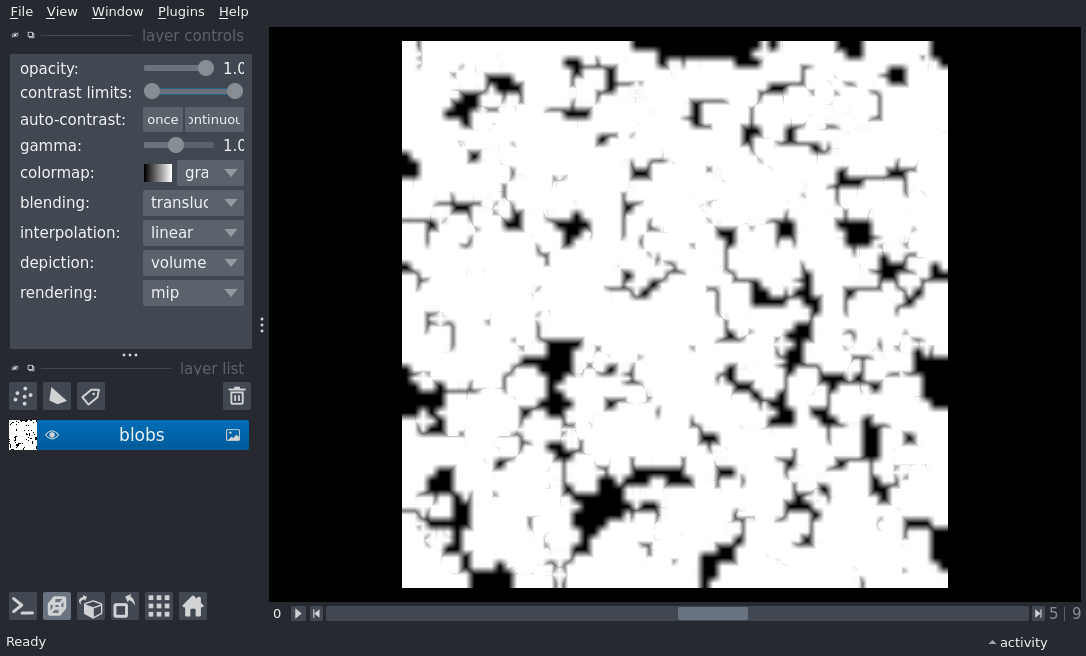 File View Window Plugins Help
layer controls
opacity: 1.0
contrast limits:
auto-contrast: once ontinuou
gamma: 1.0
colormap: gra
blending: transluc
interpolation: linear
depiction: volume
rendering: mip
layer list
blobs
0 5 | 9
Ready activity